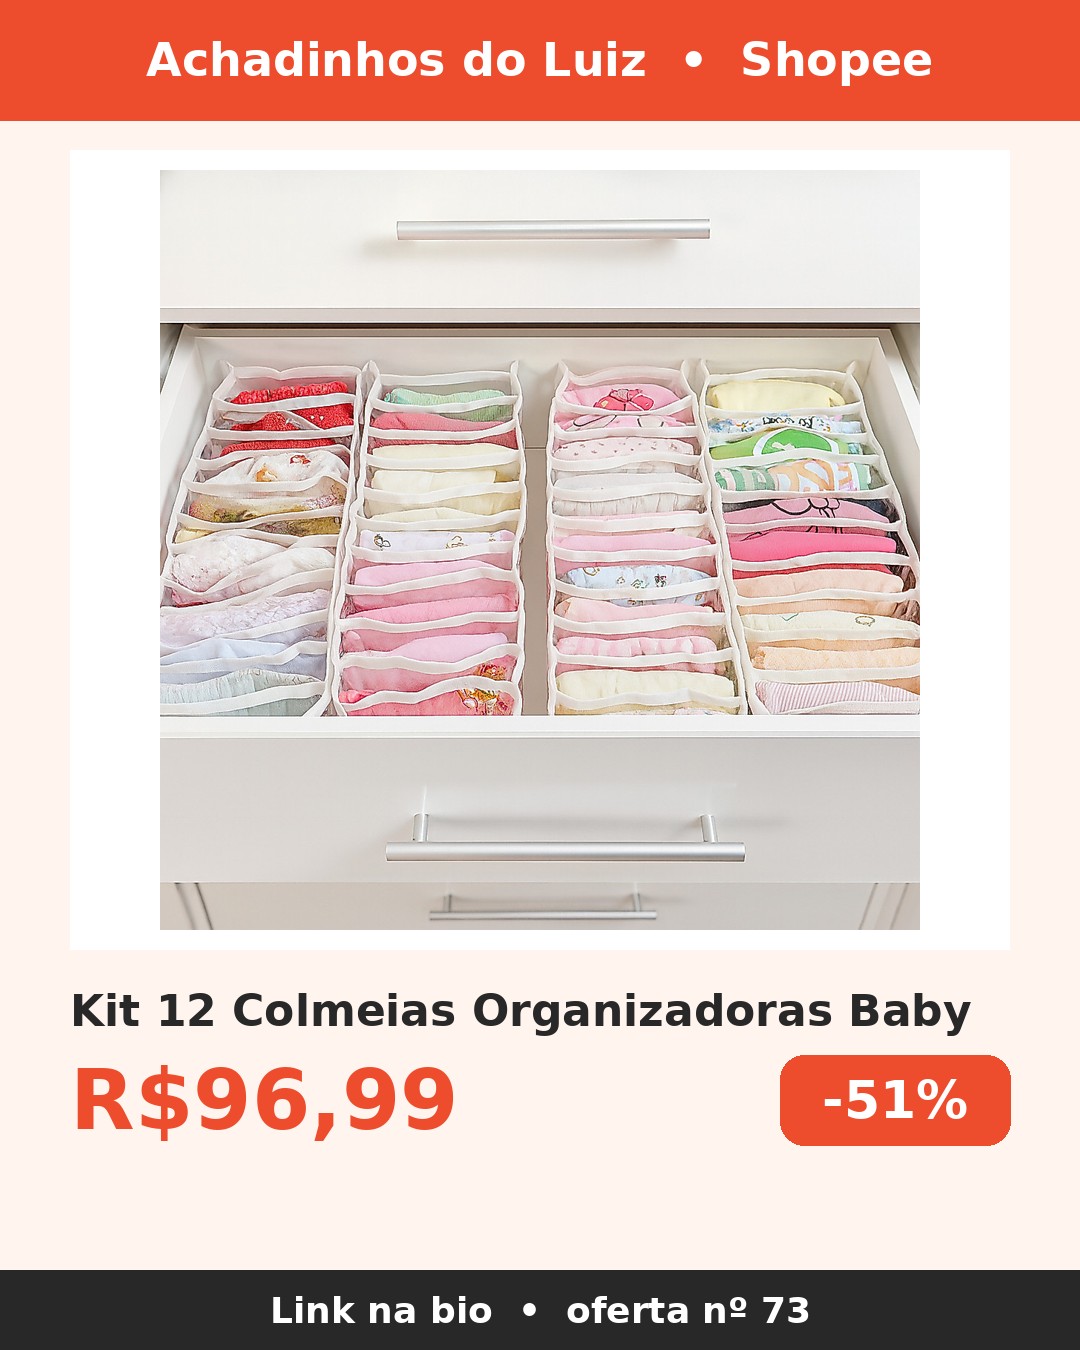 Achadinhos do Luiz • Shopee
Kit 12 Colmeias Organizadoras Baby
R$96,99
-51%
Link na bio • oferta nº 73